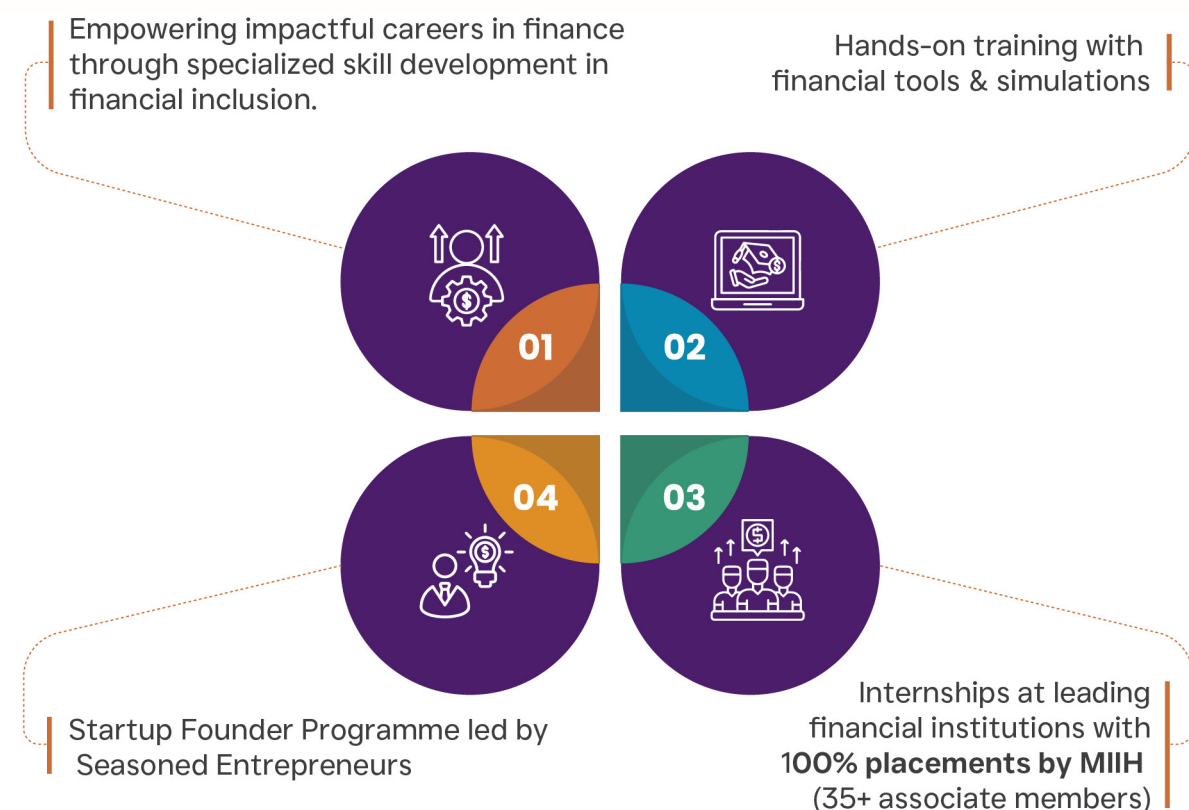 Empowering impactful careers in finance
through specialized skill development in
financial inclusion.
Hands-on training with
financial tools & simulations
01
02
04
03
Startup Founder Programme led by
Seasoned Entrepreneurs
Internships at leading
financial institutions with
100% placements by MIIH
(35+ associate members)